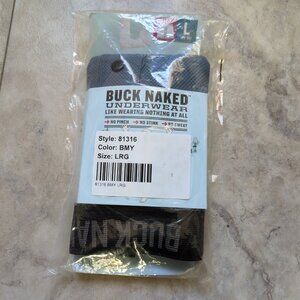 L
BUCK NAKED™
UNDERWEAR
LIKE WEARING NOTHING AT ALL
NO PINCH NO STINK NO SWEAT
Style: 81316
Color: BMY
Size: LRG
81316 BMY LRG
BUCK NA